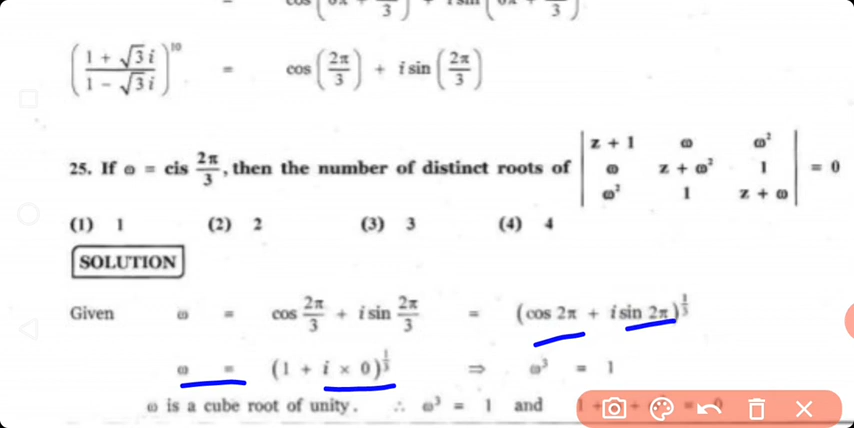 ((1 + √3 i)/(1 − √3 i))^10 = cos (2π/3) + i sin (2π/3)
25. If ω = cis 2π/3, then the number of distinct roots of | z + 1 ω ω² ; ω z + ω² 1 ; ω² 1 z + ω | = 0
(1) 1 (2) 2 (3) 3 (4) 4
SOLUTION
Given ω = cos 2π/3 + i sin 2π/3 = (cos 2π + i sin 2π)^(1/3)
ω = (1 + i × 0)^(1/3) ⇒ ω³ = 1
ω is a cube root of unity. ∴ ω³ = 1 and